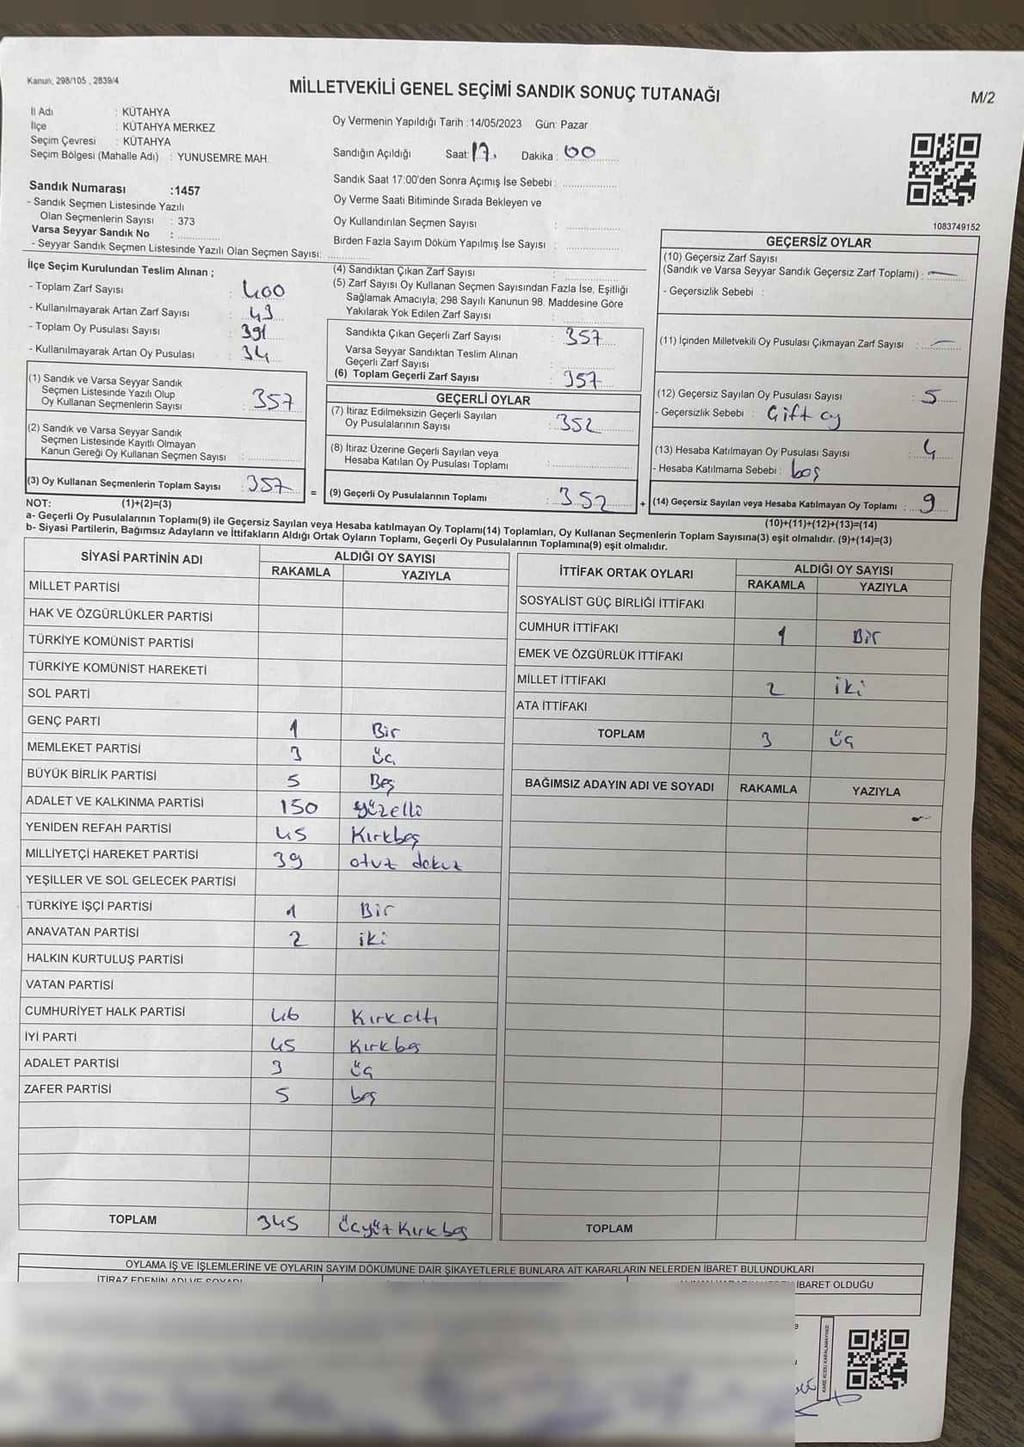 Kanun; 298/105 , 2839/4
MİLLETVEKİLİ GENEL SEÇİMİ SANDIK SONUÇ TUTANAĞI
M/2
İl Adı : KÜTAHYA
İlçe : KÜTAHYA MERKEZ
Seçim Çevresi : KÜTAHYA
Seçim Bölgesi (Mahalle Adı) : YUNUSEMRE MAH.
Sandık Numarası :1457
- Sandık Seçmen Listesinde Yazılı
Olan Seçmenlerin Sayısı : 373
Varsa Seyyar Sandık No :
- Seyyar Sandık Seçmen Listesinde Yazılı Olan Seçmen Sayısı:
Oy Vermenin Yapıldığı Tarih :14/05/2023 Gün: Pazar
Sandığın Açıldığı Saat: 17. Dakika : 00
Sandık Saat 17:00'den Sonra Açımış İse Sebebi :
Oy Verme Saati Bitiminde Sırada Bekleyen ve
Oy Kullandırılan Seçmen Sayısı :
Birden Fazla Sayım Döküm Yapılmış İse Sayısı :
1083749152
İlçe Seçim Kurulundan Teslim Alınan ;
- Toplam Zarf Sayısı : 400
- Kullanılmayarak Artan Zarf Sayısı : 43
- Toplam Oy Pusulası Sayısı : 391
- Kullanılmayarak Artan Oy Pusulası : 34
(1) Sandık ve Varsa Seyyar Sandık
Seçmen Listesinde Yazılı Olup
Oy Kullanan Seçmenlerin Sayısı : 357
(2) Sandık ve Varsa Seyyar Sandık
Seçmen Listesinde Kayıtlı Olmayan
Kanun Gereği Oy Kullanan Seçmen Sayısı :
(3) Oy Kullanan Seçmenlerin Toplam Sayısı : 357
(4) Sandıktan Çıkan Zarf Sayısı :
(5) Zarf Sayısı Oy Kullanan Seçmen Sayısından Fazla İse, Eşitliği
Sağlamak Amacıyla; 298 Sayılı Kanunun 98. Maddesine Göre
Yakılarak Yok Edilen Zarf Sayısı :
Sandıkta Çıkan Geçerli Zarf Sayısı : 357
Varsa Seyyar Sandıktan Teslim Alınan
Geçerli Zarf Sayısı :
(6) Toplam Geçerli Zarf Sayısı : 357
GEÇERLİ OYLAR
(7) İtiraz Edilmeksizin Geçerli Sayılan
Oy Pusulalarının Sayısı : 352
(8) İtiraz Üzerine Geçerli Sayılan veya
Hesaba Katılan Oy Pusulası Toplamı :
= (9) Geçerli Oy Pusulalarının Toplamı : 352 +
GEÇERSİZ OYLAR
(10) Geçersiz Zarf Sayısı
(Sandık ve Varsa Seyyar Sandık Geçersiz Zarf Toplamı) : —
- Geçersizlik Sebebi :
(11) İçinden Milletvekili Oy Pusulası Çıkmayan Zarf Sayısı : —
(12) Geçersiz Sayılan Oy Pusulası Sayısı : 5
- Geçersizlik Sebebi : Çift oy
(13) Hesaba Katılmayan Oy Pusulası Sayısı : 4
- Hesaba Katılmama Sebebi : boş
(14) Geçersiz Sayılan veya Hesaba Katılmayan Oy Toplamı : 9
NOT: (1)+(2)=(3)
(10)+(11)+(12)+(13)=(14)
a- Geçerli Oy Pusulalarının Toplamı(9) ile Geçersiz Sayılan veya Hesaba katılmayan Oy Toplamı(14) Toplamları, Oy Kullanan Seçmenlerin Toplam Sayısına(3) eşit olmalıdır. (9)+(14)=(3)
b- Siyasi Partilerin, Bağımsız Adayların ve İttifakların Aldığı Ortak Oyların Toplamı, Geçerli Oy Pusulalarının Toplamına(9) eşit olmalıdır.
SİYASİ PARTİNİN ADI ALDIĞI OY SAYISI
RAKAMLA YAZIYLA
MİLLET PARTİSİ
HAK VE ÖZGÜRLÜKLER PARTİSİ
TÜRKİYE KOMÜNİST PARTİSİ
TÜRKİYE KOMÜNİST HAREKETİ
SOL PARTİ
GENÇ PARTİ 1 Bir
MEMLEKET PARTİSİ 3 üç
BÜYÜK BİRLİK PARTİSİ 5 Beş
ADALET VE KALKINMA PARTİSİ 150 yüzelli
YENİDEN REFAH PARTİSİ 45 Kırkbeş
MİLLİYETÇİ HAREKET PARTİSİ 39 otuz dokuz
YEŞİLLER VE SOL GELECEK PARTİSİ
TÜRKİYE İŞÇİ PARTİSİ 1 Bir
ANAVATAN PARTİSİ 2 iki
HALKIN KURTULUŞ PARTİSİ
VATAN PARTİSİ
CUMHURİYET HALK PARTİSİ 46 Kırkaltı
İYİ PARTİ 45 Kırkbeş
ADALET PARTİSİ 3 üç
ZAFER PARTİSİ 5 beş
TOPLAM 345 üçyüz Kırkbeş
İTTİFAK ORTAK OYLARI ALDIĞI OY SAYISI
RAKAMLA YAZIYLA
SOSYALİST GÜÇ BİRLİĞİ İTTİFAKI
CUMHUR İTTİFAKI 1 Bir
EMEK VE ÖZGÜRLÜK İTTİFAKI
MİLLET İTTİFAKI 2 iki
ATA İTTİFAKI
TOPLAM 3 üç
BAĞIMSIZ ADAYIN ADI VE SOYADI RAKAMLA YAZIYLA
TOPLAM
OYLAMA İŞ VE İŞLEMLERİNE VE OYLARIN SAYIM DÖKÜMÜNE DAİR ŞİKAYETLERLE BUNLARA AİT KARARLARIN NELERDEN İBARET BULUNDUKLARI
İTİRAZ EDENİN ADI VE SOYADI
İBARET OLDUĞU